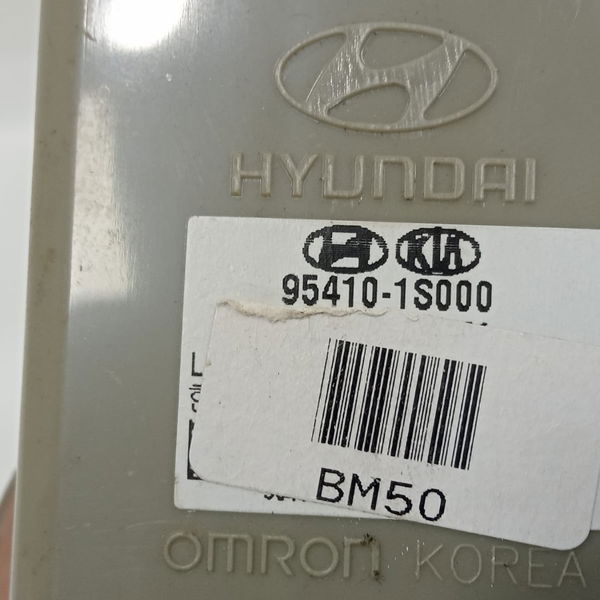 HYUNDAI
KIA
95410-1S000
BM50
OMRON KOREA